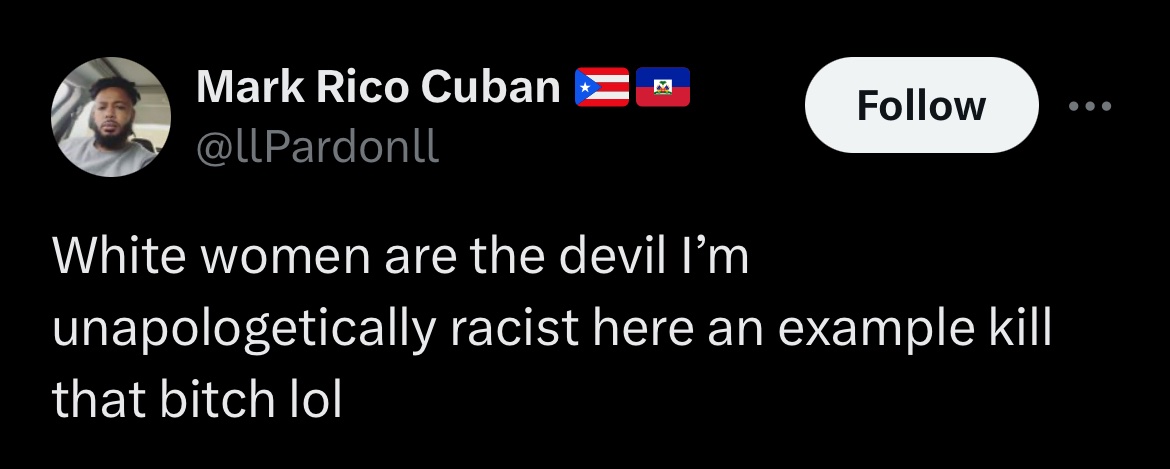 Mark Rico Cuban 🇵🇷🇭🇹
@llPardonll
Follow
White women are the devil I’m
unapologetically racist here an example kill
that bitch lol